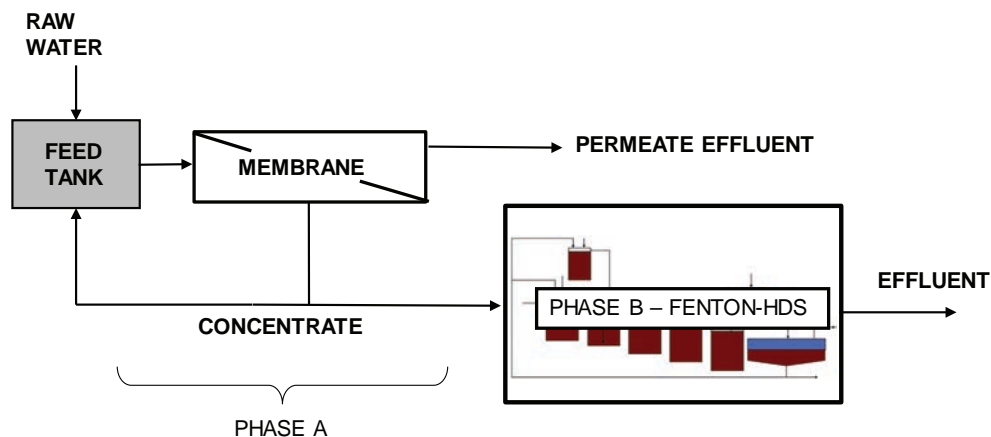 RAW
WATER
FEED
TANK
MEMBRANE
PERMEATE EFFLUENT
CONCENTRATE
PHASE B – FENTON-HDS
EFFLUENT
PHASE A